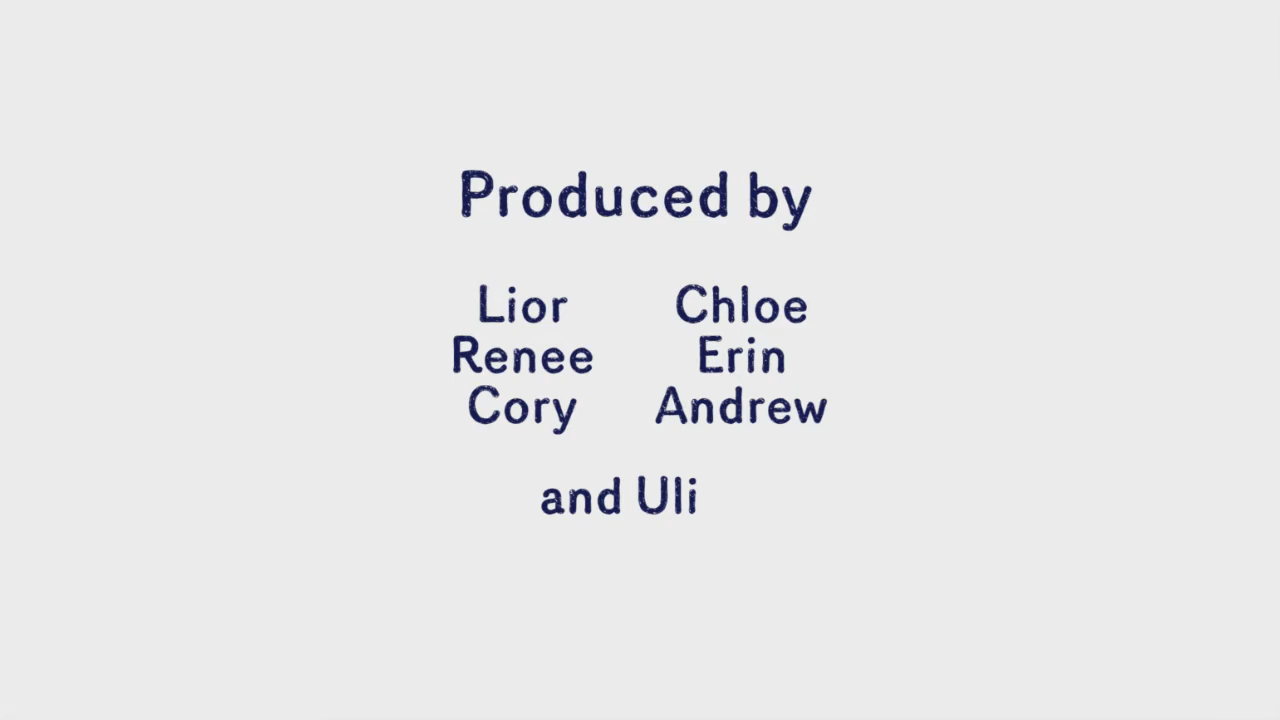 Produced by
Lior Chloe
Renee Erin
Cory Andrew
and Uli